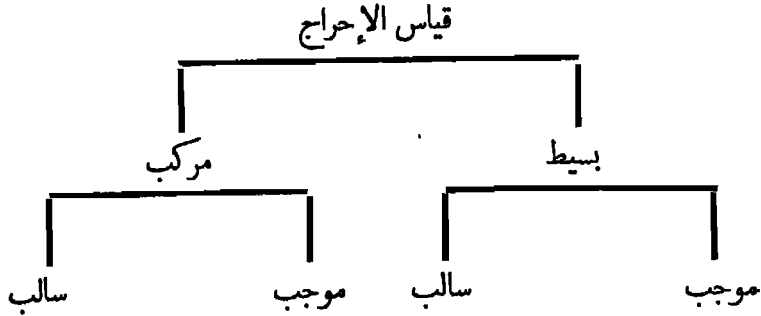 قياس الإحراج
بسيط مركب
موجب سالب موجب سالب